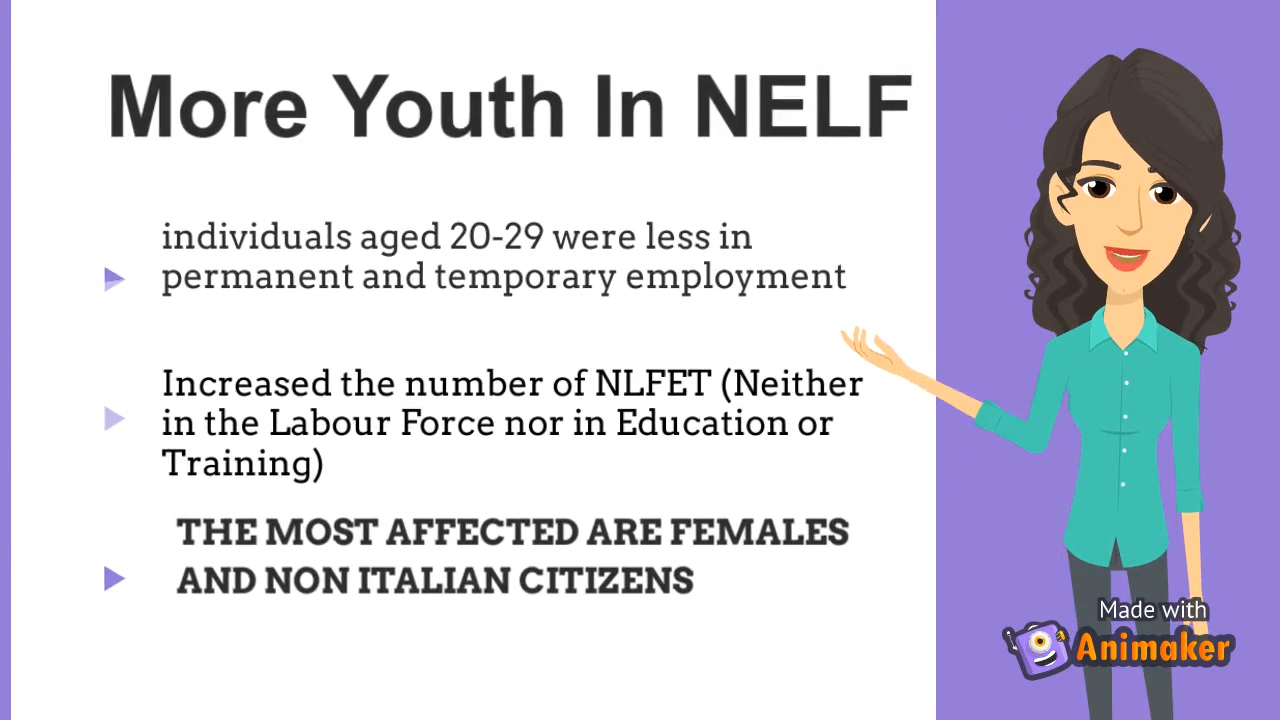 More Youth In NELF
individuals aged 20-29 were less in
permanent and temporary employment
Increased the number of NLFET (Neither
in the Labour Force nor in Education or
Training)
THE MOST AFFECTED ARE FEMALES
AND NON ITALIAN CITIZENS
Made with
Animaker